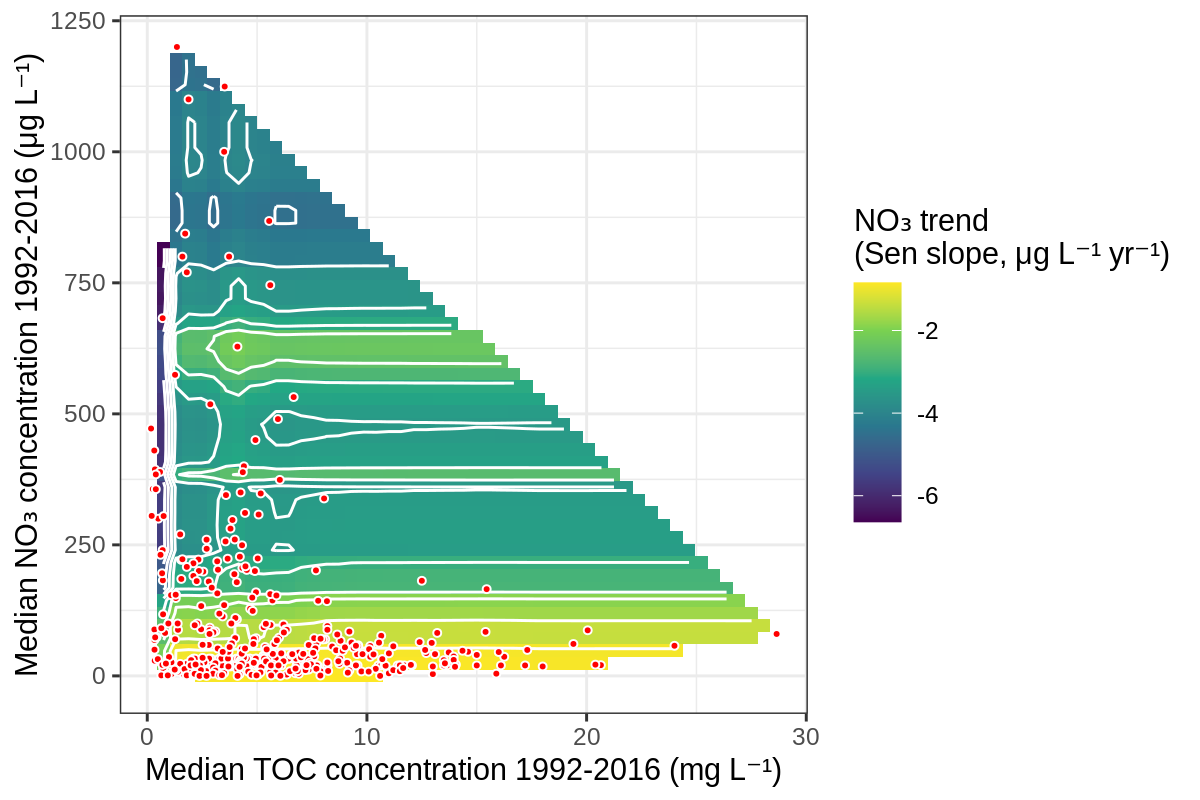 1250
1000
750
500
250
0
Median NO₃ concentration 1992-2016 (µg L⁻¹)
0 10 20 30
Median TOC concentration 1992-2016 (mg L⁻¹)
NO₃ trend
(Sen slope, µg L⁻¹ yr⁻¹)
-2
-4
-6